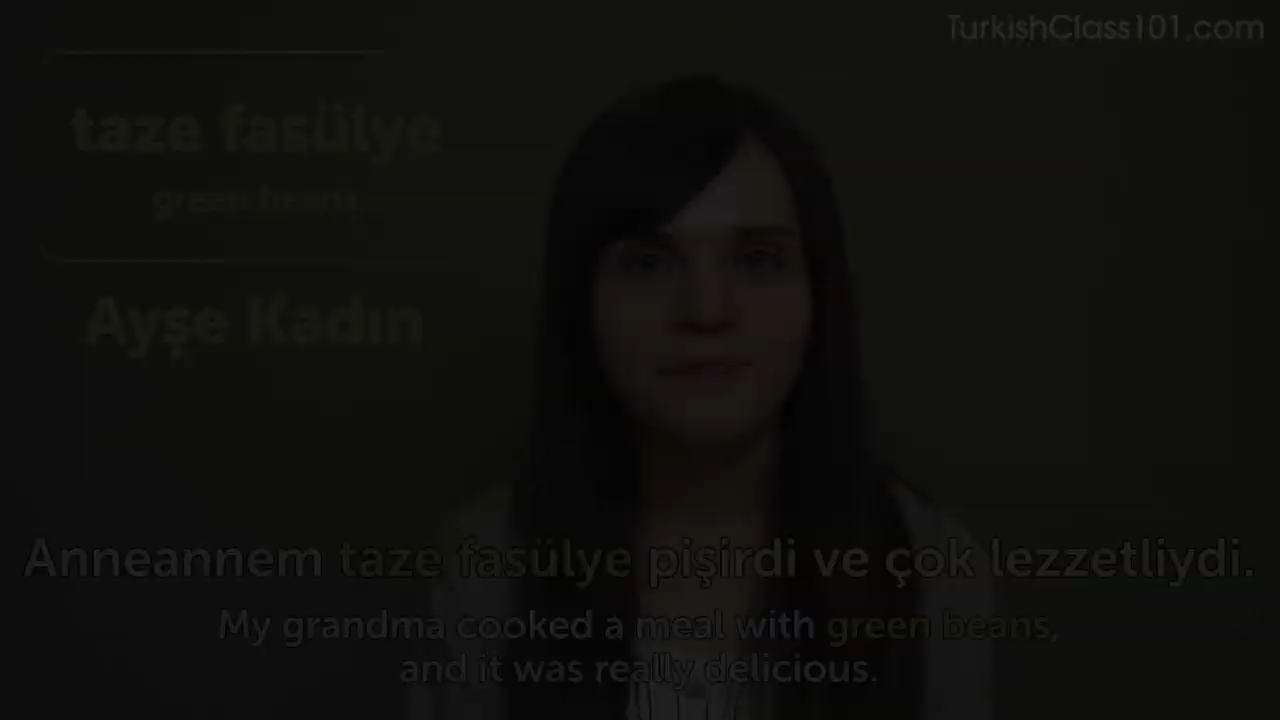 TurkishClass101.com
taze fasülye
green beans
Ayşe Kadın
Anneannem taze fasülye pişirdi ve çok lezzetliydi.
My grandma cooked a meal with green beans,
and it was really delicious.